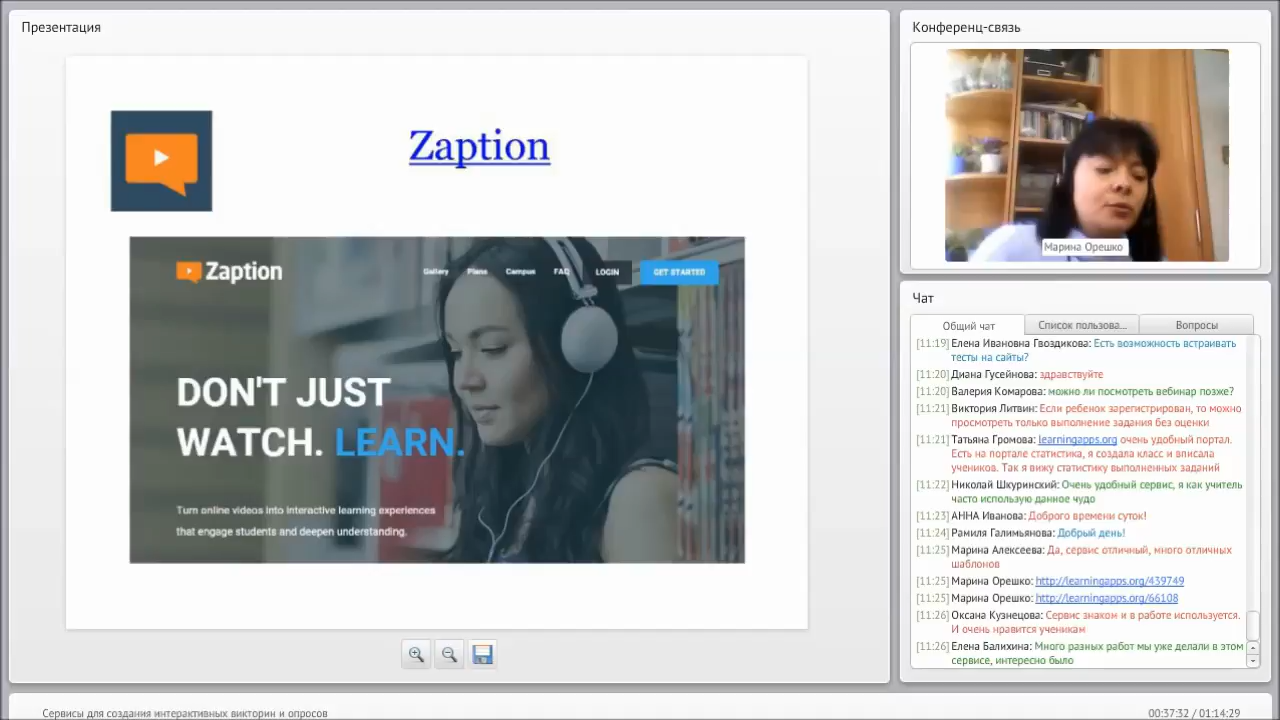 Презентация
Zaption
Zaption
Gallery Plans Campus FAQ LOGIN GET STARTED
DON'T JUST
WATCH. LEARN.
Turn online videos into interactive learning experiences
that engage students and deepen understanding.
Конференц-связь
Марина Орешко
Чат
Общий чат Список пользова... Вопросы
[11:19] Елена Ивановна Гвоздикова: Есть возможность встраивать
тесты на сайты?
[11:20] Диана Гусейнова: здравствуйте
[11:20] Валерия Комарова: можно ли посмотреть вебинар позже?
[11:21] Виктория Литвин: Если ребенок зарегистрирован, то можно
просмотреть только выполнение задания без оценки
[11:21] Татьяна Громова: learningapps.org очень удобный портал.
Есть на портале статистика, я создала класс и вписала
учеников. Так я вижу статистику выполненных заданий
[11:22] Николай Шкуринский: Очень удобный сервис, я как учитель
часто использую данное чудо
[11:23] АННА Иванова: Доброго времени суток!
[11:24] Рамиля Галимьянова: Добрый день!
[11:25] Марина Алексеева: Да, сервис отличный, много отличных
шаблонов
[11:25] Марина Орешко: http://learningapps.org/439749
[11:25] Марина Орешко: http://learningapps.org/66108
[11:26] Оксана Кузнецова: Сервис знаком и в работе используется.
И очень нравится ученикам
[11:26] Елена Балихина: Много разных работ мы уже делали в этом
сервисе, интересно было
Сервисы для создания интерактивных викторин и опросов
00:37:32 / 01:14:29